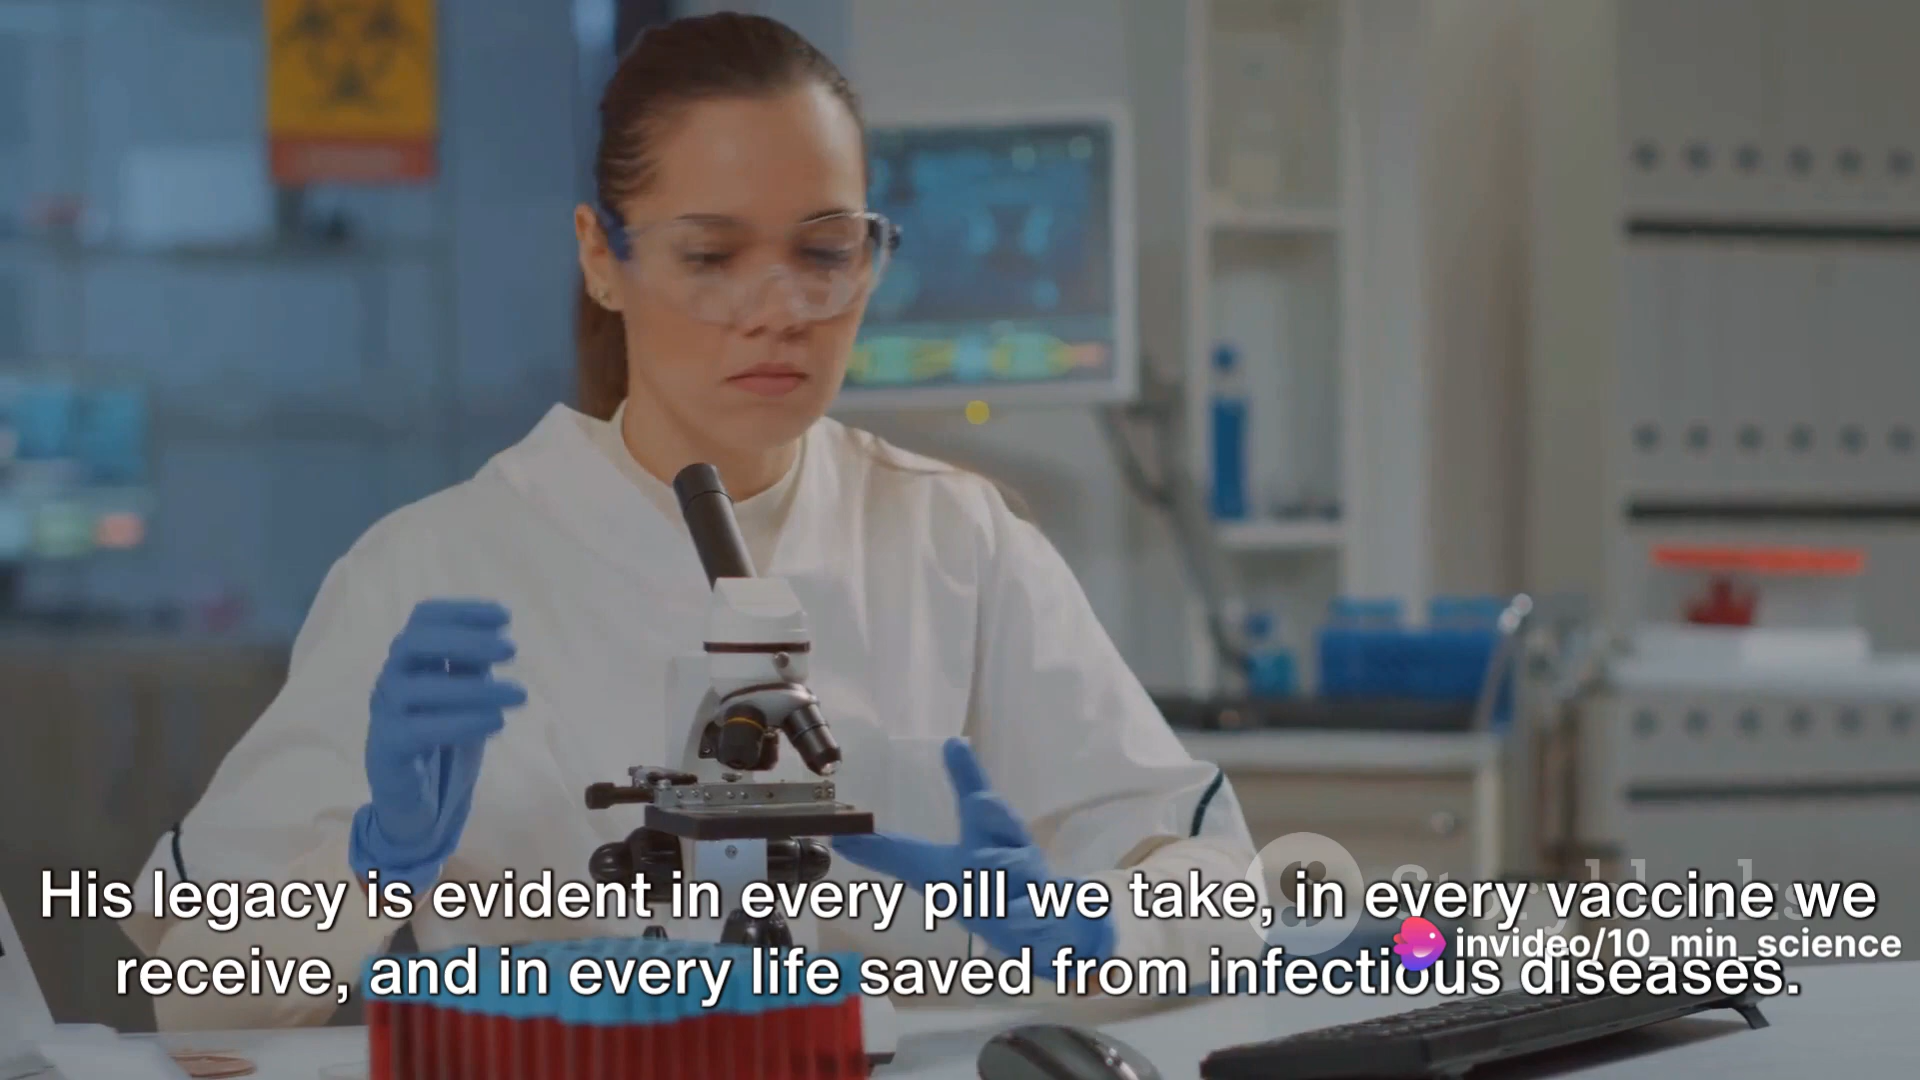 His legacy is evident in every pill we take, in every vaccine we
Storyblocks
invideo/10_min_science
receive, and in every life saved from infectious diseases.